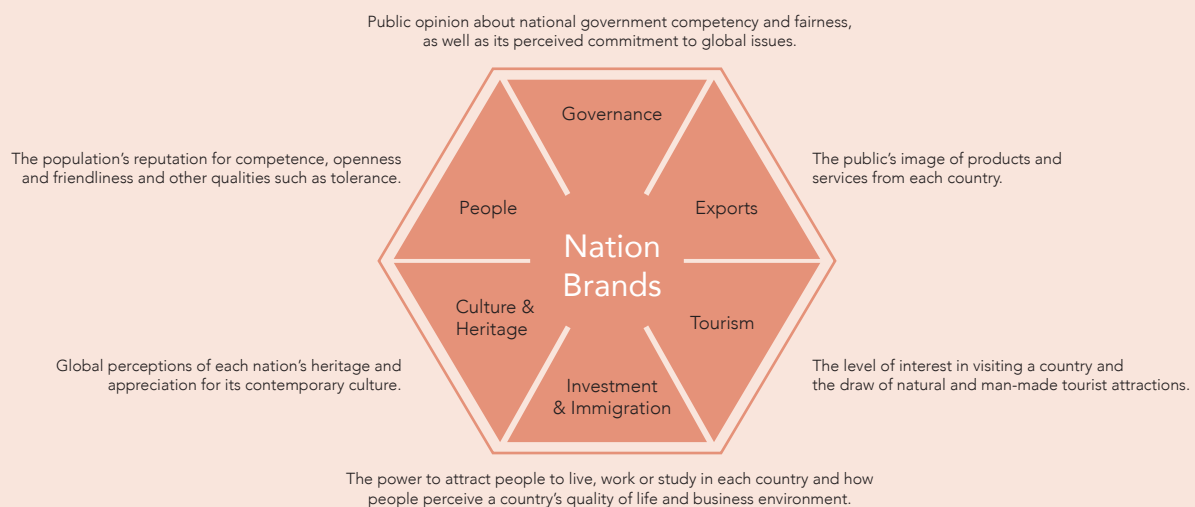 Public opinion about national government competency and fairness,
as well as its perceived commitment to global issues.
Governance
The population’s reputation for competence, openness
and friendliness and other qualities such as tolerance.
The public’s image of products and
services from each country.
People
Exports
Nation
Brands
Culture &
Heritage
Tourism
Global perceptions of each nation’s heritage and
appreciation for its contemporary culture.
The level of interest in visiting a country and
the draw of natural and man-made tourist attractions.
Investment
& Immigration
The power to attract people to live, work or study in each country and how
people perceive a country’s quality of life and business environment.